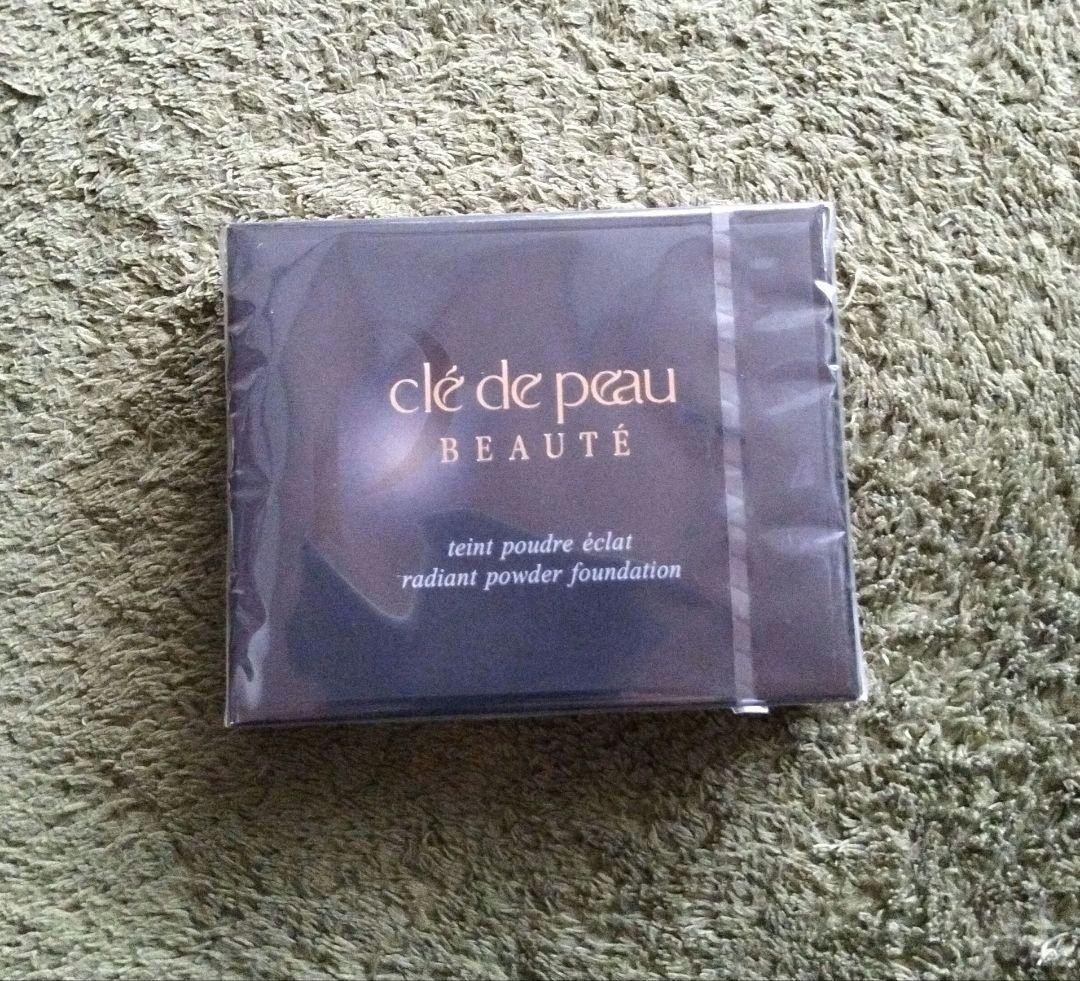 clé de peau
BEAUTÉ
teint poudre éclat
radiant powder foundation